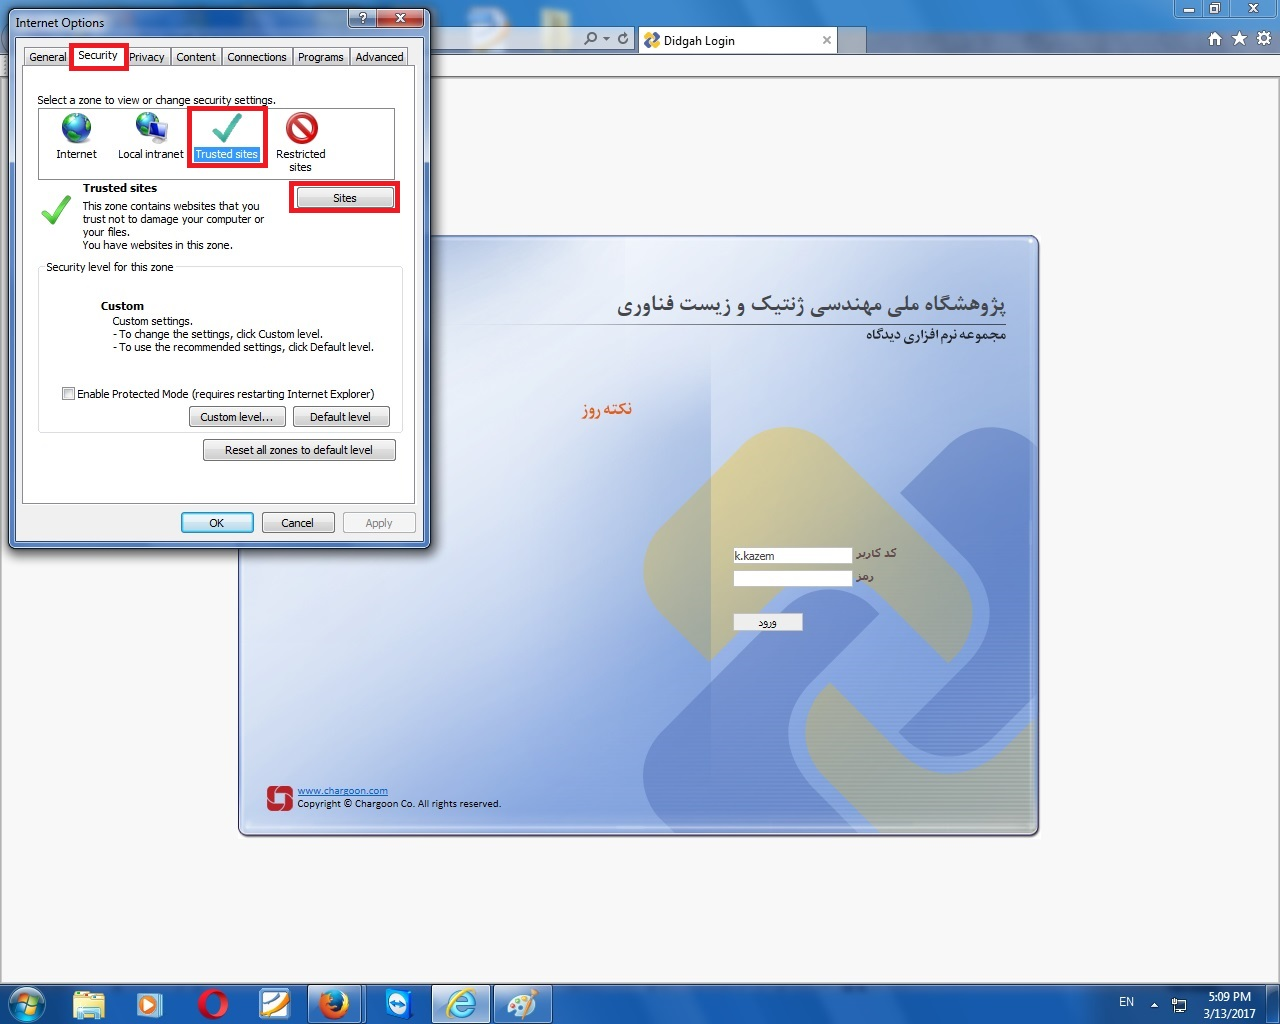 Internet Options
Didgah Login
General Security Privacy Content Connections Programs Advanced
Select a zone to view or change security settings.
Internet
Local intranet
Trusted sites
Restricted
sites
Trusted sites
Sites
This zone contains websites that you
trust not to damage your computer or
your files.
You have websites in this zone.
Security level for this zone
Custom
Custom settings.
- To change the settings, click Custom level.
- To use the recommended settings, click Default level.
Enable Protected Mode (requires restarting Internet Explorer)
Custom level...
Default level
Reset all zones to default level
OK
Cancel
Apply
پژوهشگاه ملی مهندسی ژنتیک و زیست فناوری
مجموعه نرم افزاری دیدگاه
نکته روز
کد کاربر
k.kazem
رمز
ورود
www.chargoon.com
Copyright © Chargoon Co. All rights reserved.
EN
5:09 PM
3/13/2017